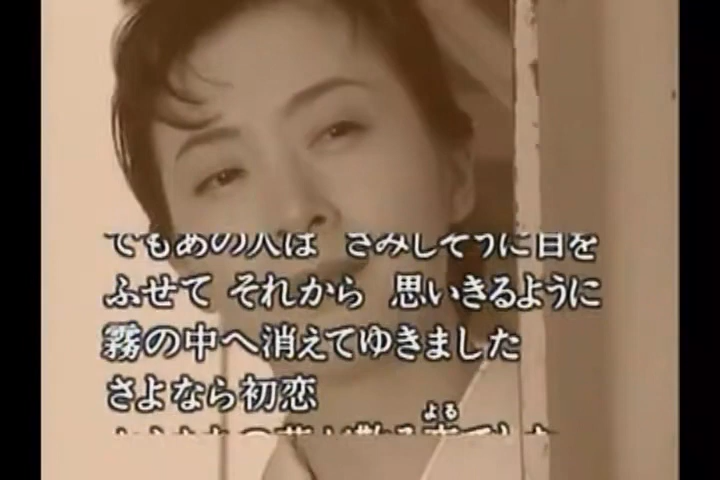 でもあの人は さみしそうに目を
ふせて それから 思いきるように
霧の中へ消えてゆきました
さよなら初恋
よる